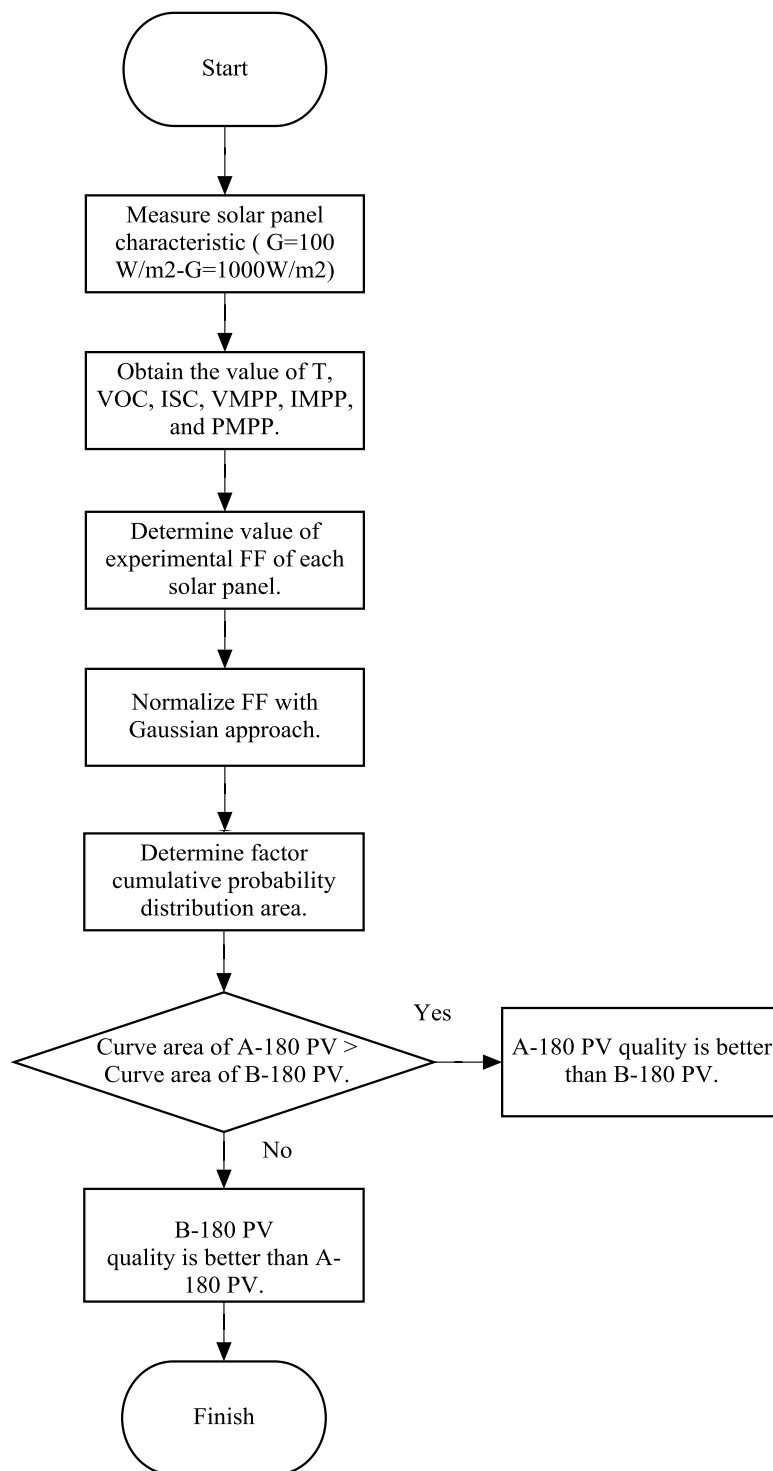 Start
Measure solar panel
characteristic ( G=100
W/m2-G=1000W/m2)
Obtain the value of T,
VOC, ISC, VMPP, IMPP,
and PMPP.
Determine value of
experimental FF of each
solar panel.
Normalize FF with
Gaussian approach.
Determine factor
cumulative probability
distribution area.
Curve area of A-180 PV >
Curve area of B-180 PV.
Yes
A-180 PV quality is better
than B-180 PV.
No
B-180 PV
quality is better than A-
180 PV.
Finish